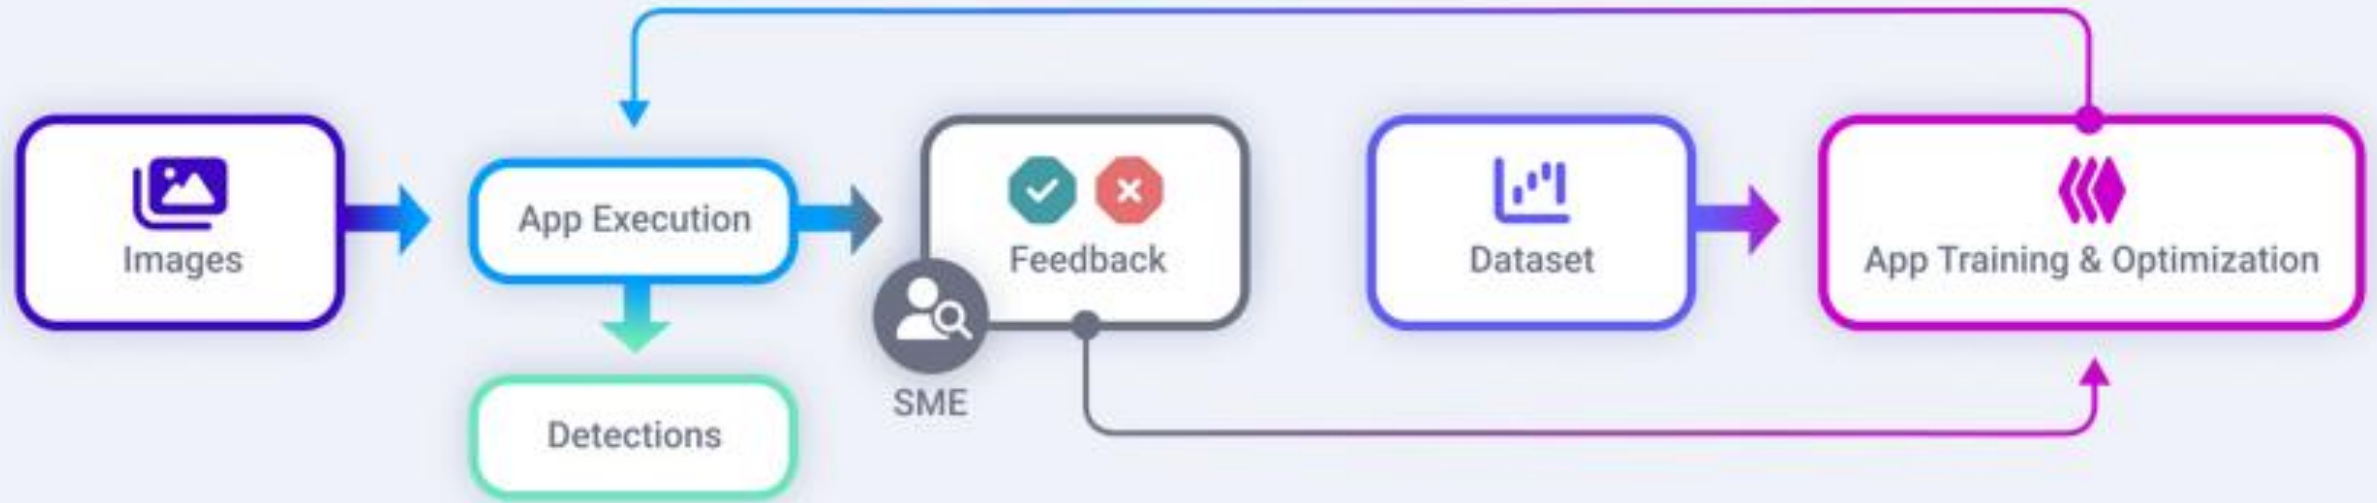 Images
App Execution
Detections
Feedback
SME
Dataset
App Training & Optimization